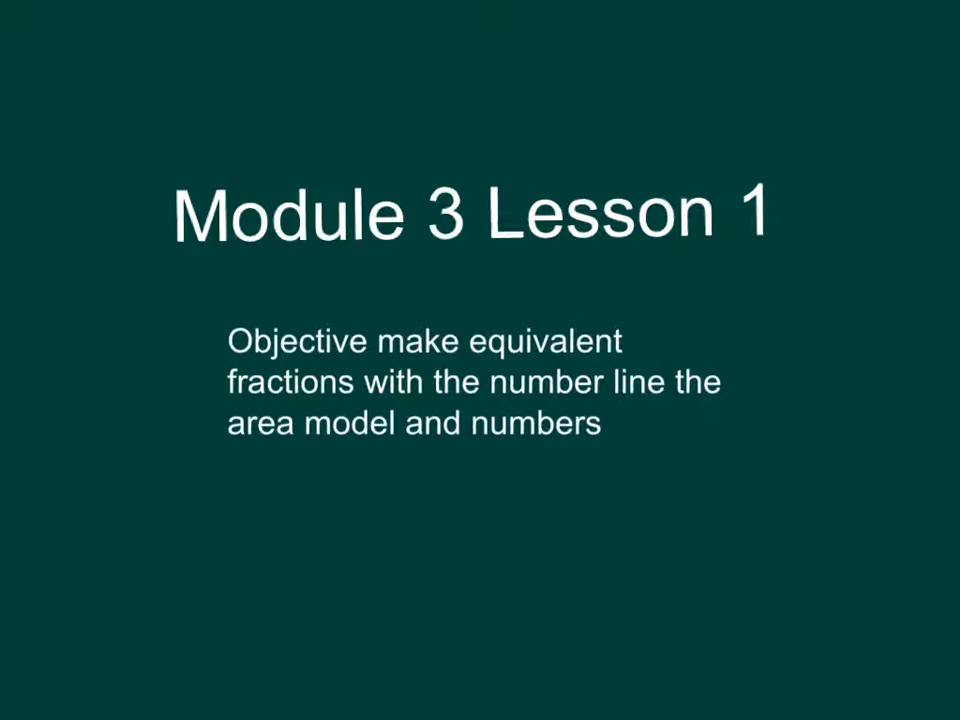 Module 3 Lesson 1
Objective make equivalent
fractions with the number line the
area model and numbers